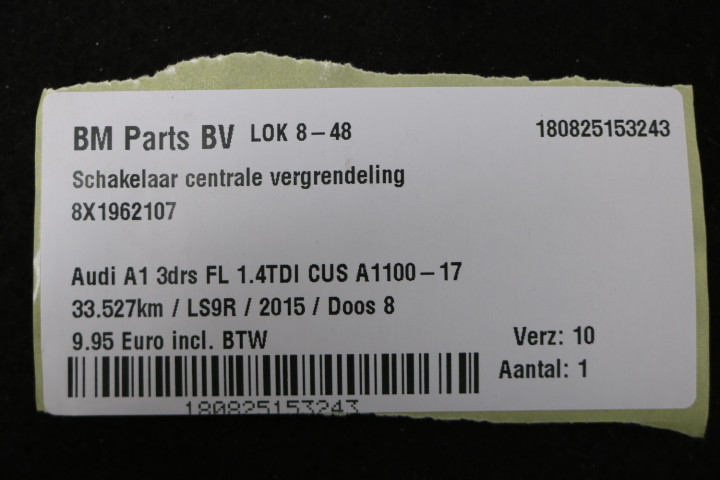 BM Parts BV LOK 8-48 180825153243
Schakelaar centrale vergrendeling
8X1962107
Audi A1 3drs FL 1.4TDI CUS A1100-17
33.527km / LS9R / 2015 / Doos 8
9.95 Euro incl. BTW Verz: 10
Aantal: 1
180825153243